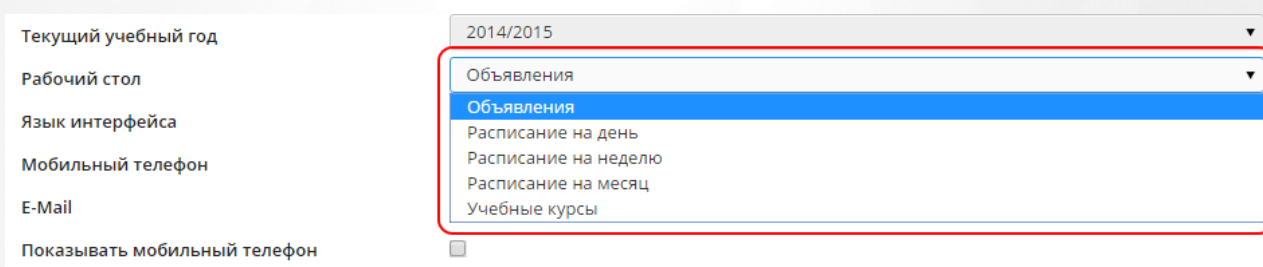 Текущий учебный год 2014/2015
Рабочий стол Объявления
Объявления
Язык интерфейса Расписание на день
Расписание на неделю
Мобильный телефон
Расписание на месяц
E-Mail Учебные курсы
Показывать мобильный телефон